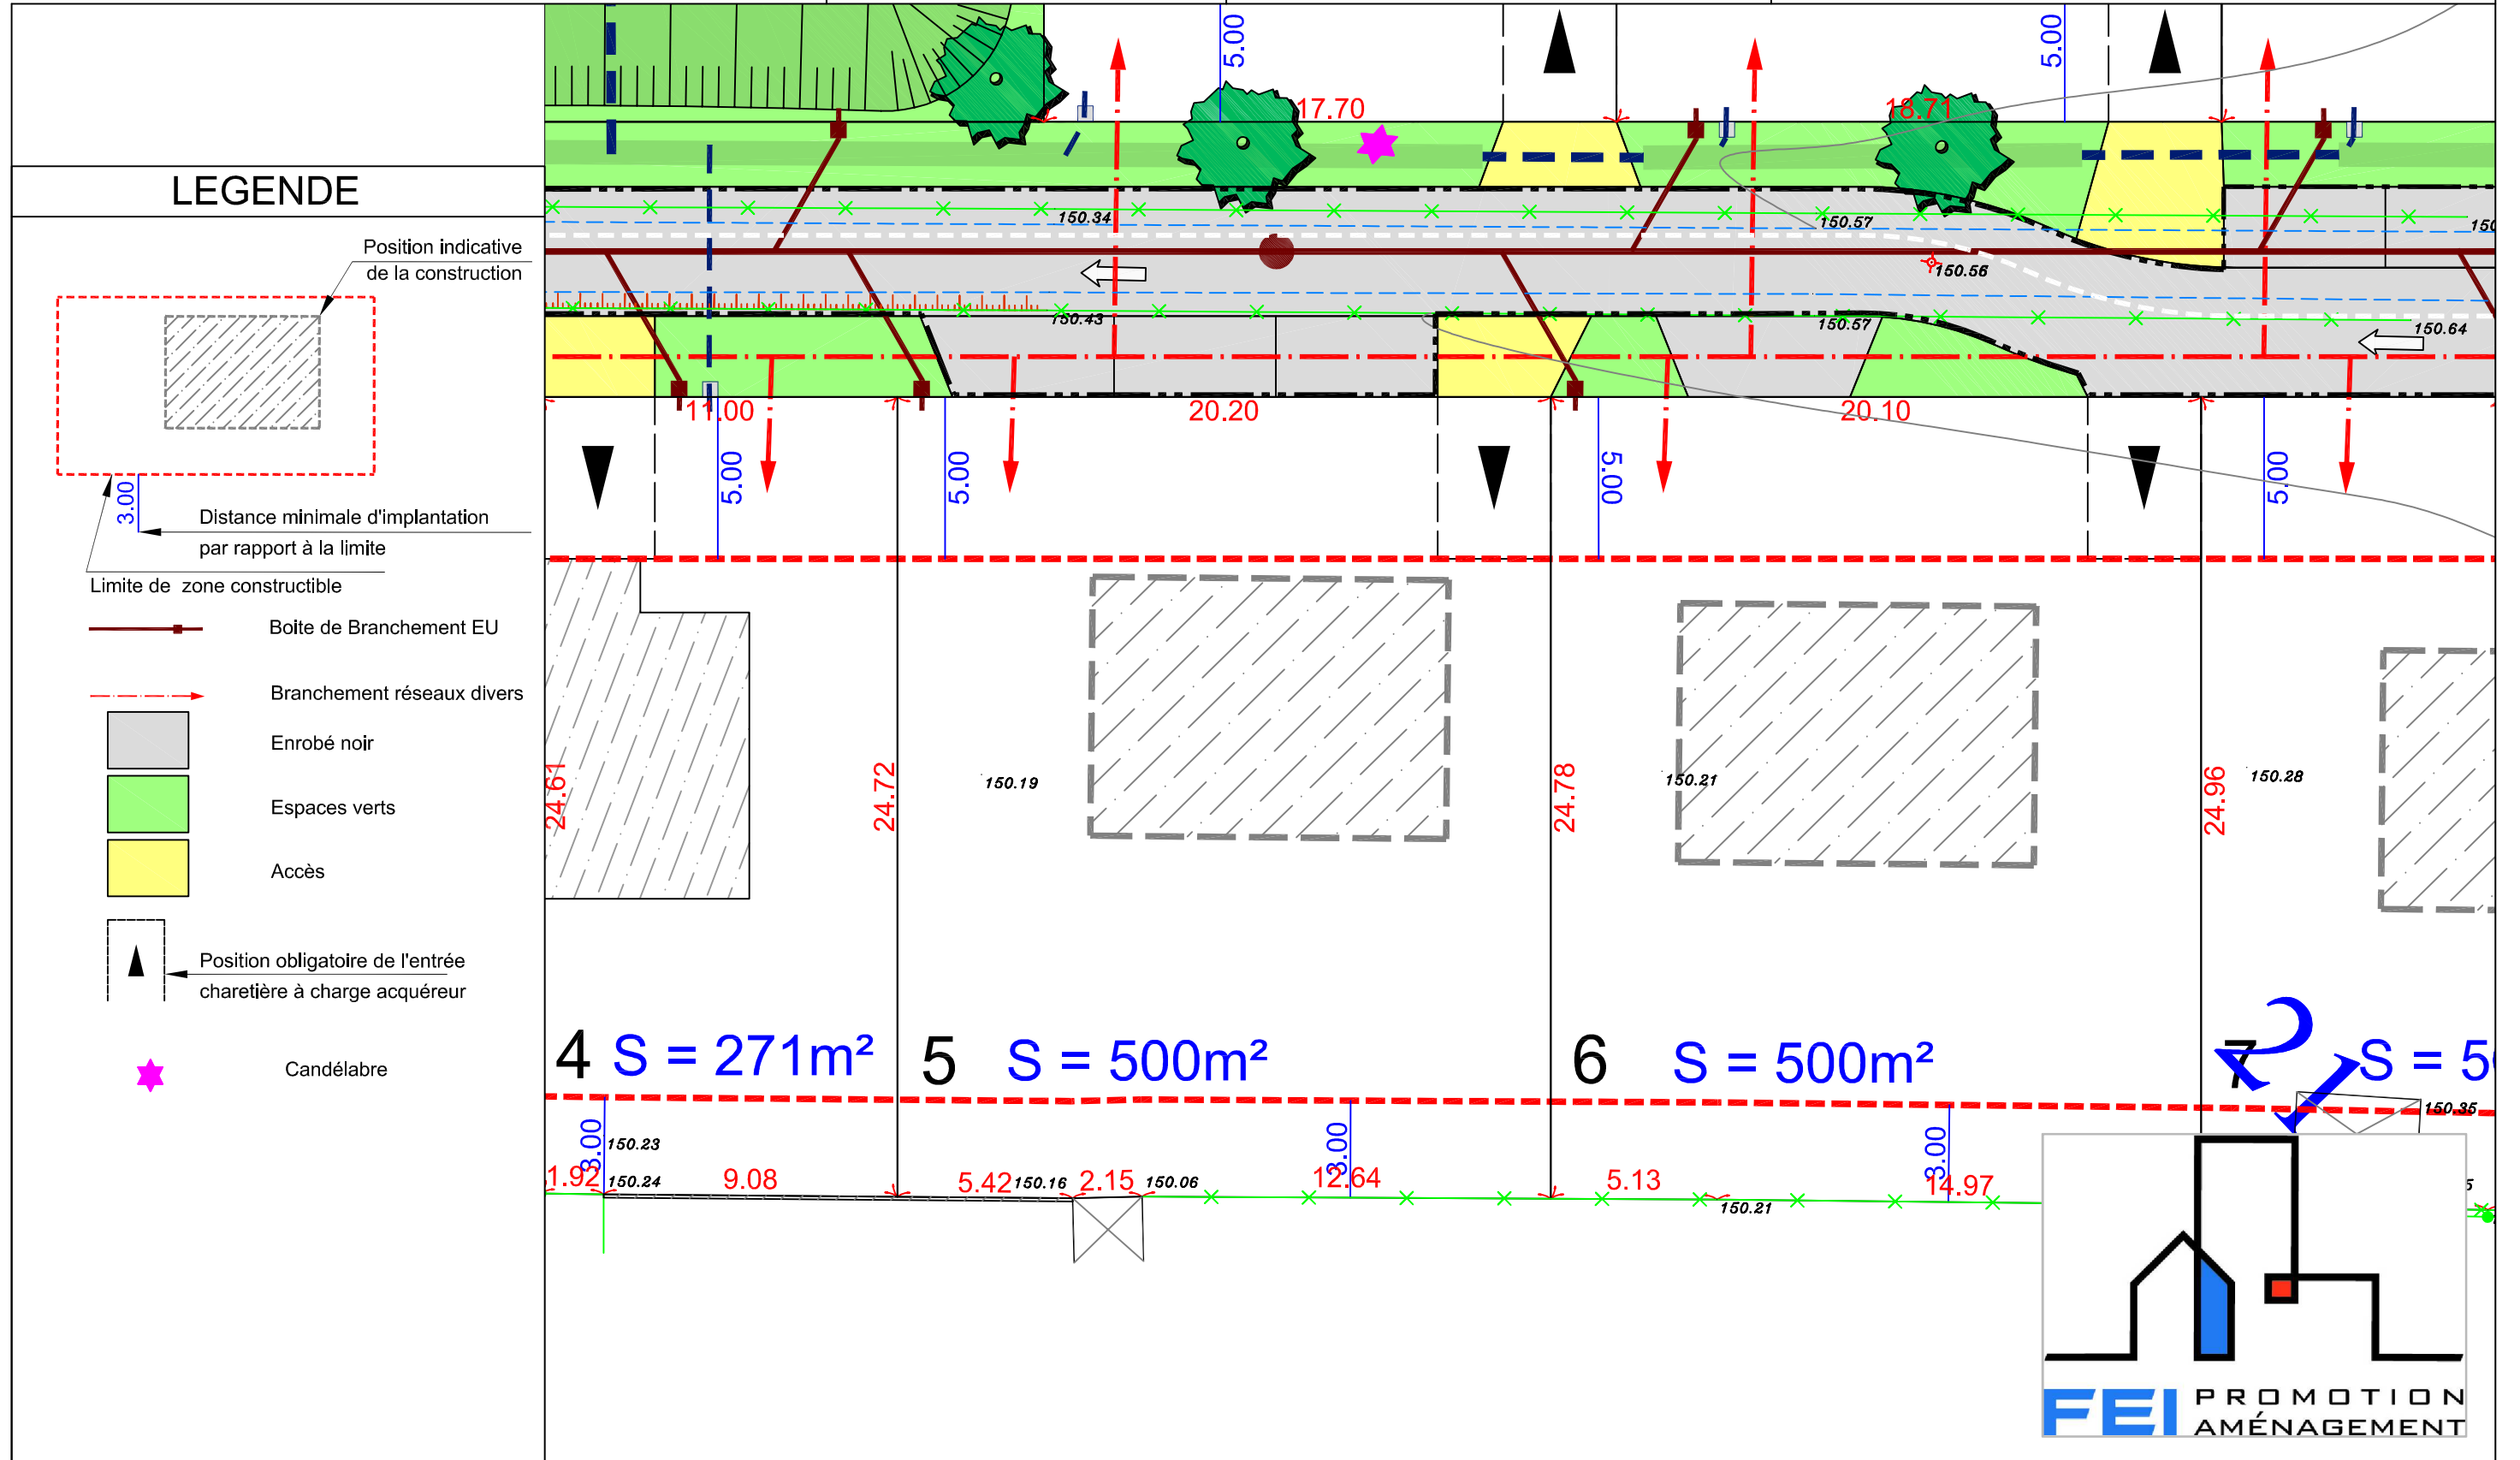 LEGENDE
Position indicative
de la construction
3.00
Distance minimale d'implantation
par rapport à la limite
Limite de zone constructible
Boite de Branchement EU
Branchement réseaux divers
Enrobé noir
Espaces verts
Accès
Position obligatoire de l'entrée
charetière à charge acquéreur
Candélabre
5.00
5.00
17.70
18.71
150.34
150.57
150.56
150.43
150.57
150.64
11.00
20.20
20.10
5.00
5.00
5.00
5.00
24.61
24.72
150.19
24.78
150.21
24.96
150.28
4 S = 271m²
5 S = 500m²
6 S = 500m²
7 S = 5
150.35
3.00
150.23
3.00
3.00
1.92
150.24
9.08
5.42
150.16
2.15
150.06
12.64
5.13
150.21
14.97
FEI PROMOTION
AMÉNAGEMENT